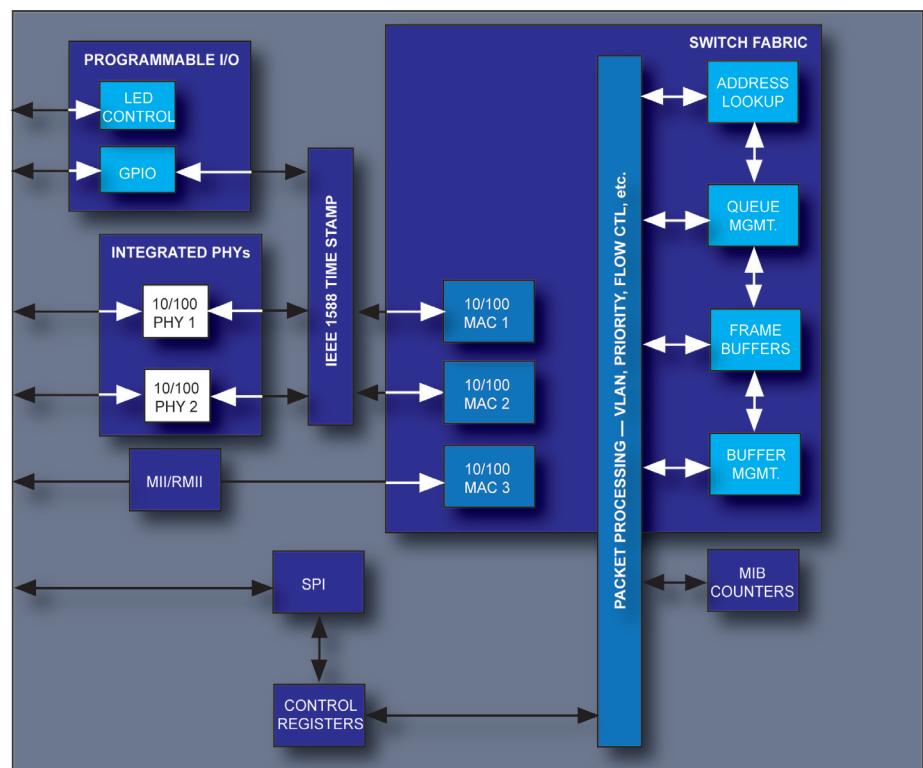 PROGRAMMABLE I/O
LED
CONTROL
GPIO
INTEGRATED PHYs
10/100
PHY 1
10/100
PHY 2
MII/RMII
IEEE 1588 TIME STAMP
SPI
CONTROL
REGISTERS
SWITCH FABRIC
10/100
MAC 1
10/100
MAC 2
10/100
MAC 3
PACKET PROCESSING — VLAN, PRIORITY, FLOW CTL, etc.
ADDRESS
LOOKUP
QUEUE
MGMT.
FRAME
BUFFERS
BUFFER
MGMT.
MIB
COUNTERS